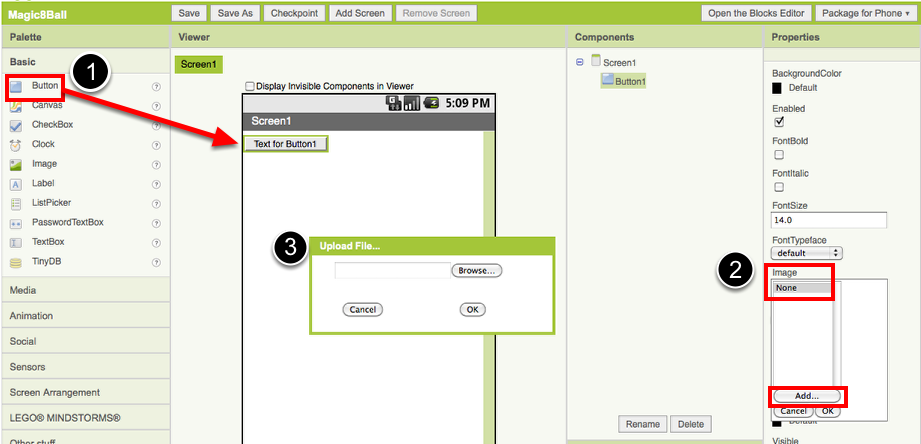 Magic8Ball
Save
Save As
Checkpoint
Add Screen
Remove Screen
Open the Blocks Editor
Package for Phone
Palette
Viewer
Components
Properties
Basic
Button
?
Canvas
?
CheckBox
?
Clock
?
Image
?
Label
?
ListPicker
?
PasswordTextBox
?
TextBox
?
TinyDB
?
Media
Animation
Social
Sensors
Screen Arrangement
LEGO® MINDSTORMS®
Other stuff
1
Screen1
Display Invisible Components in Viewer
5:09 PM
Screen1
Text for Button1
3
Upload File...
Browse...
Cancel
OK
Screen1
Button1
Rename
Delete
BackgroundColor
Default
Enabled
FontBold
FontItalic
FontSize
14.0
FontTypeface
default
2
Image
None
Add...
Cancel
OK
Default
Visible